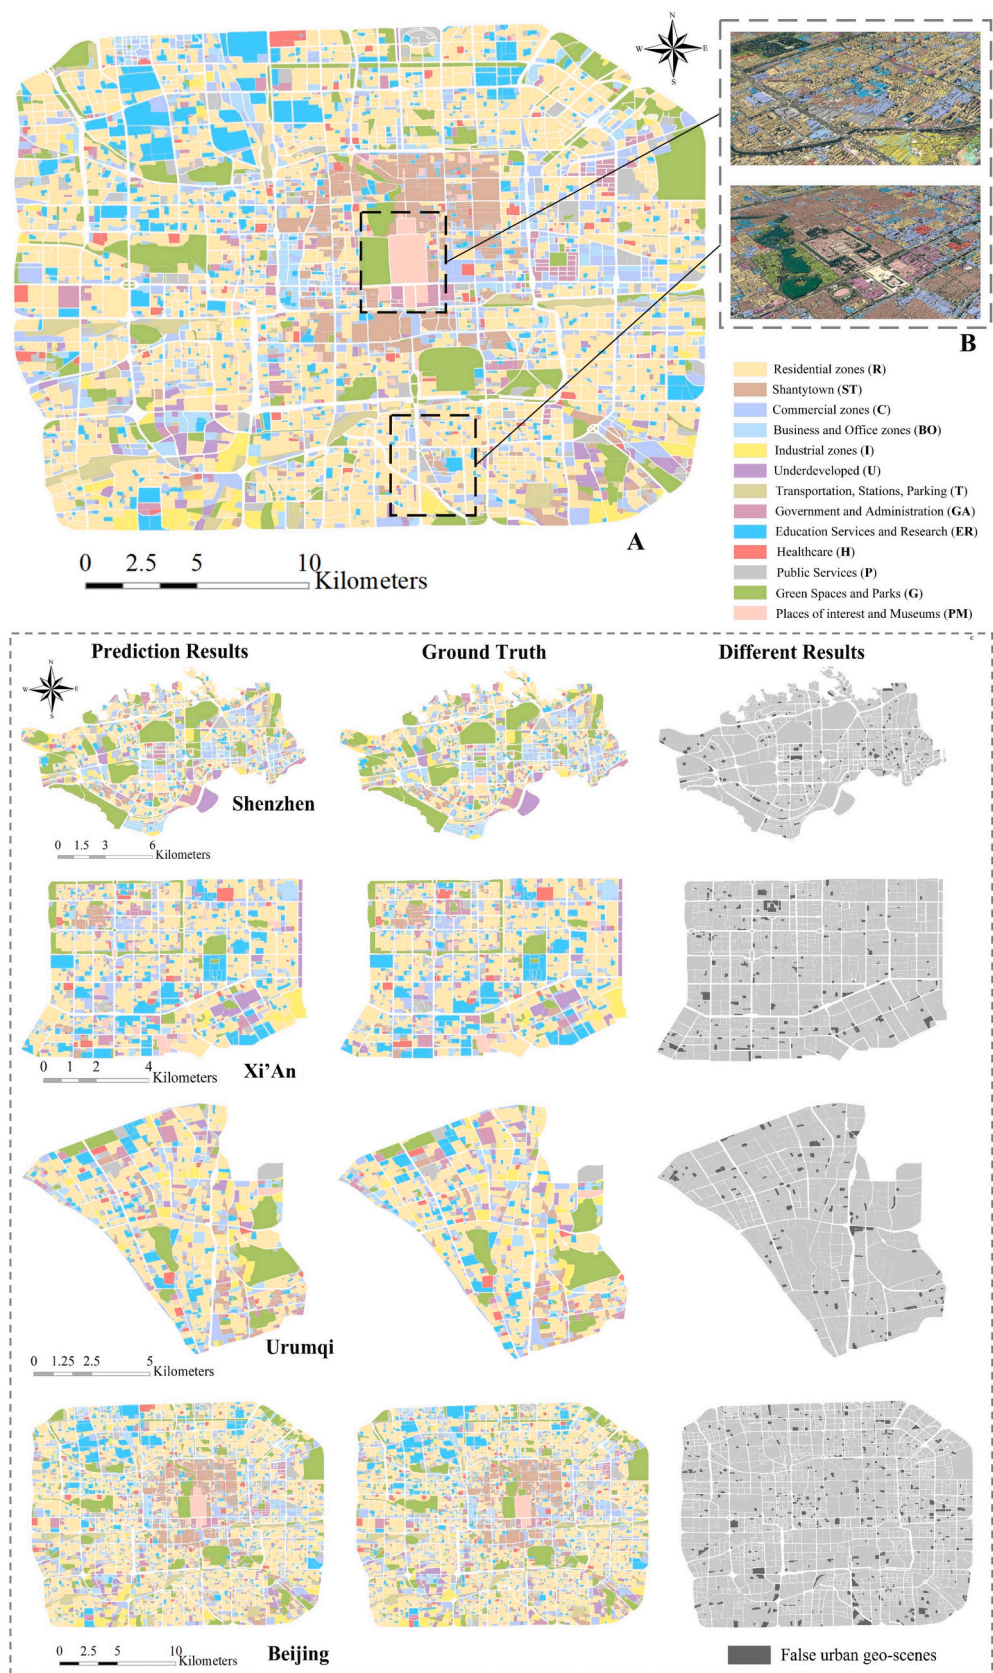 N
W E
S
B
Residential zones (R)
Shantytown (ST)
Commercial zones (C)
Business and Office zones (BO)
Industrial zones (I)
Underdeveloped (U)
Transportation, Stations, Parking (T)
Government and Administration (GA)
Education Services and Research (ER)
Healthcare (H)
Public Services (P)
Green Spaces and Parks (G)
Places of interest and Museums (PM)
A
0 2.5 5 10
Kilometers
c
Prediction Results Ground Truth Different Results
N
W E
S
Shenzhen
0 1.5 3 6
Kilometers
Xi’An
0 1 2 4
Kilometers
Urumqi
0 1.25 2.5 5
Kilometers
Beijing
0 2.5 5 10
Kilometers
False urban geo-scenes